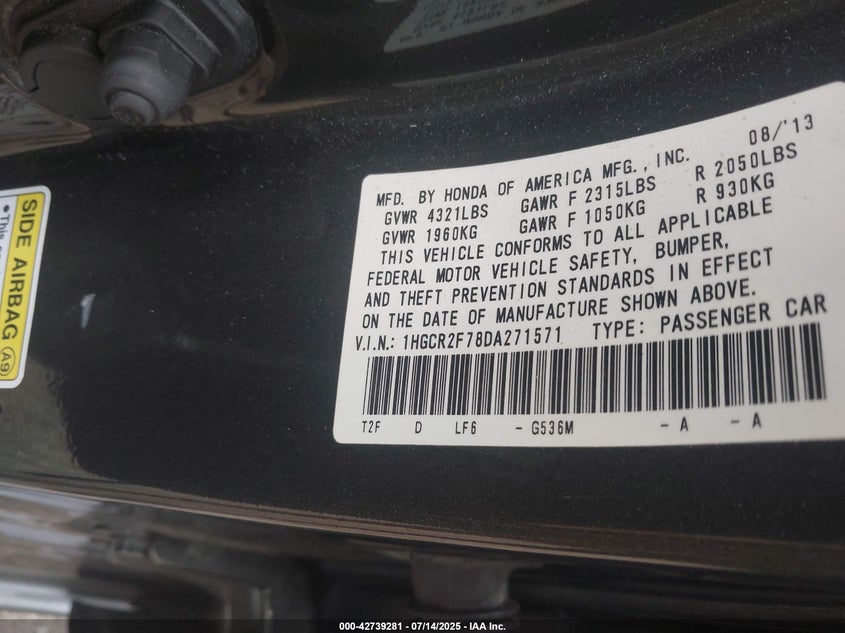 MFD. BY HONDA OF AMERICA MFG., INC. 08/'13
GVWR 4321LBS GAWR F 2315LBS R 2050LBS
GVWR 1960KG GAWR F 1050KG R 930KG
THIS VEHICLE CONFORMS TO ALL APPLICABLE
FEDERAL MOTOR VEHICLE SAFETY, BUMPER,
AND THEFT PREVENTION STANDARDS IN EFFECT
ON THE DATE OF MANUFACTURE SHOWN ABOVE.
V.I.N.: 1HGCR2F78DA271571 TYPE: PASSENGER CAR
T2F D LF6 - G536M - A - A
SIDE AIRBAG A9
•This
000-42739281 - 07/14/2025 - IAA Inc.